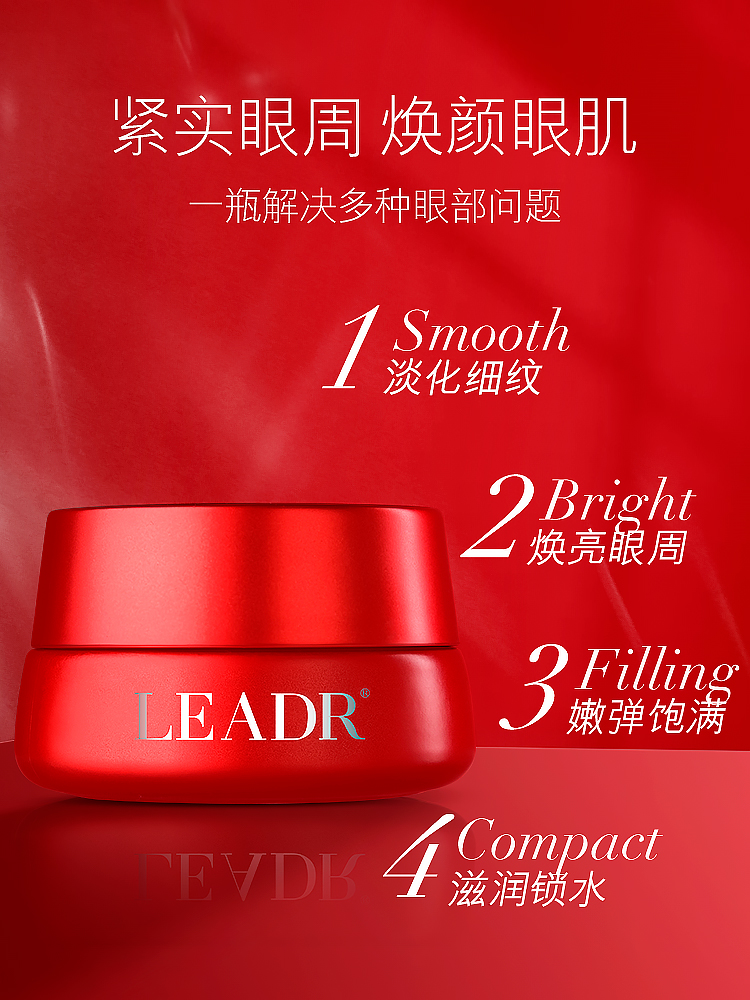 紧实眼周 焕颜眼肌
一瓶解决多种眼部问题
1 Smooth
淡化细纹
2 Bright
焕亮眼周
3 Filling
嫩弹饱满
LEADR®
4 Compact
滋润锁水